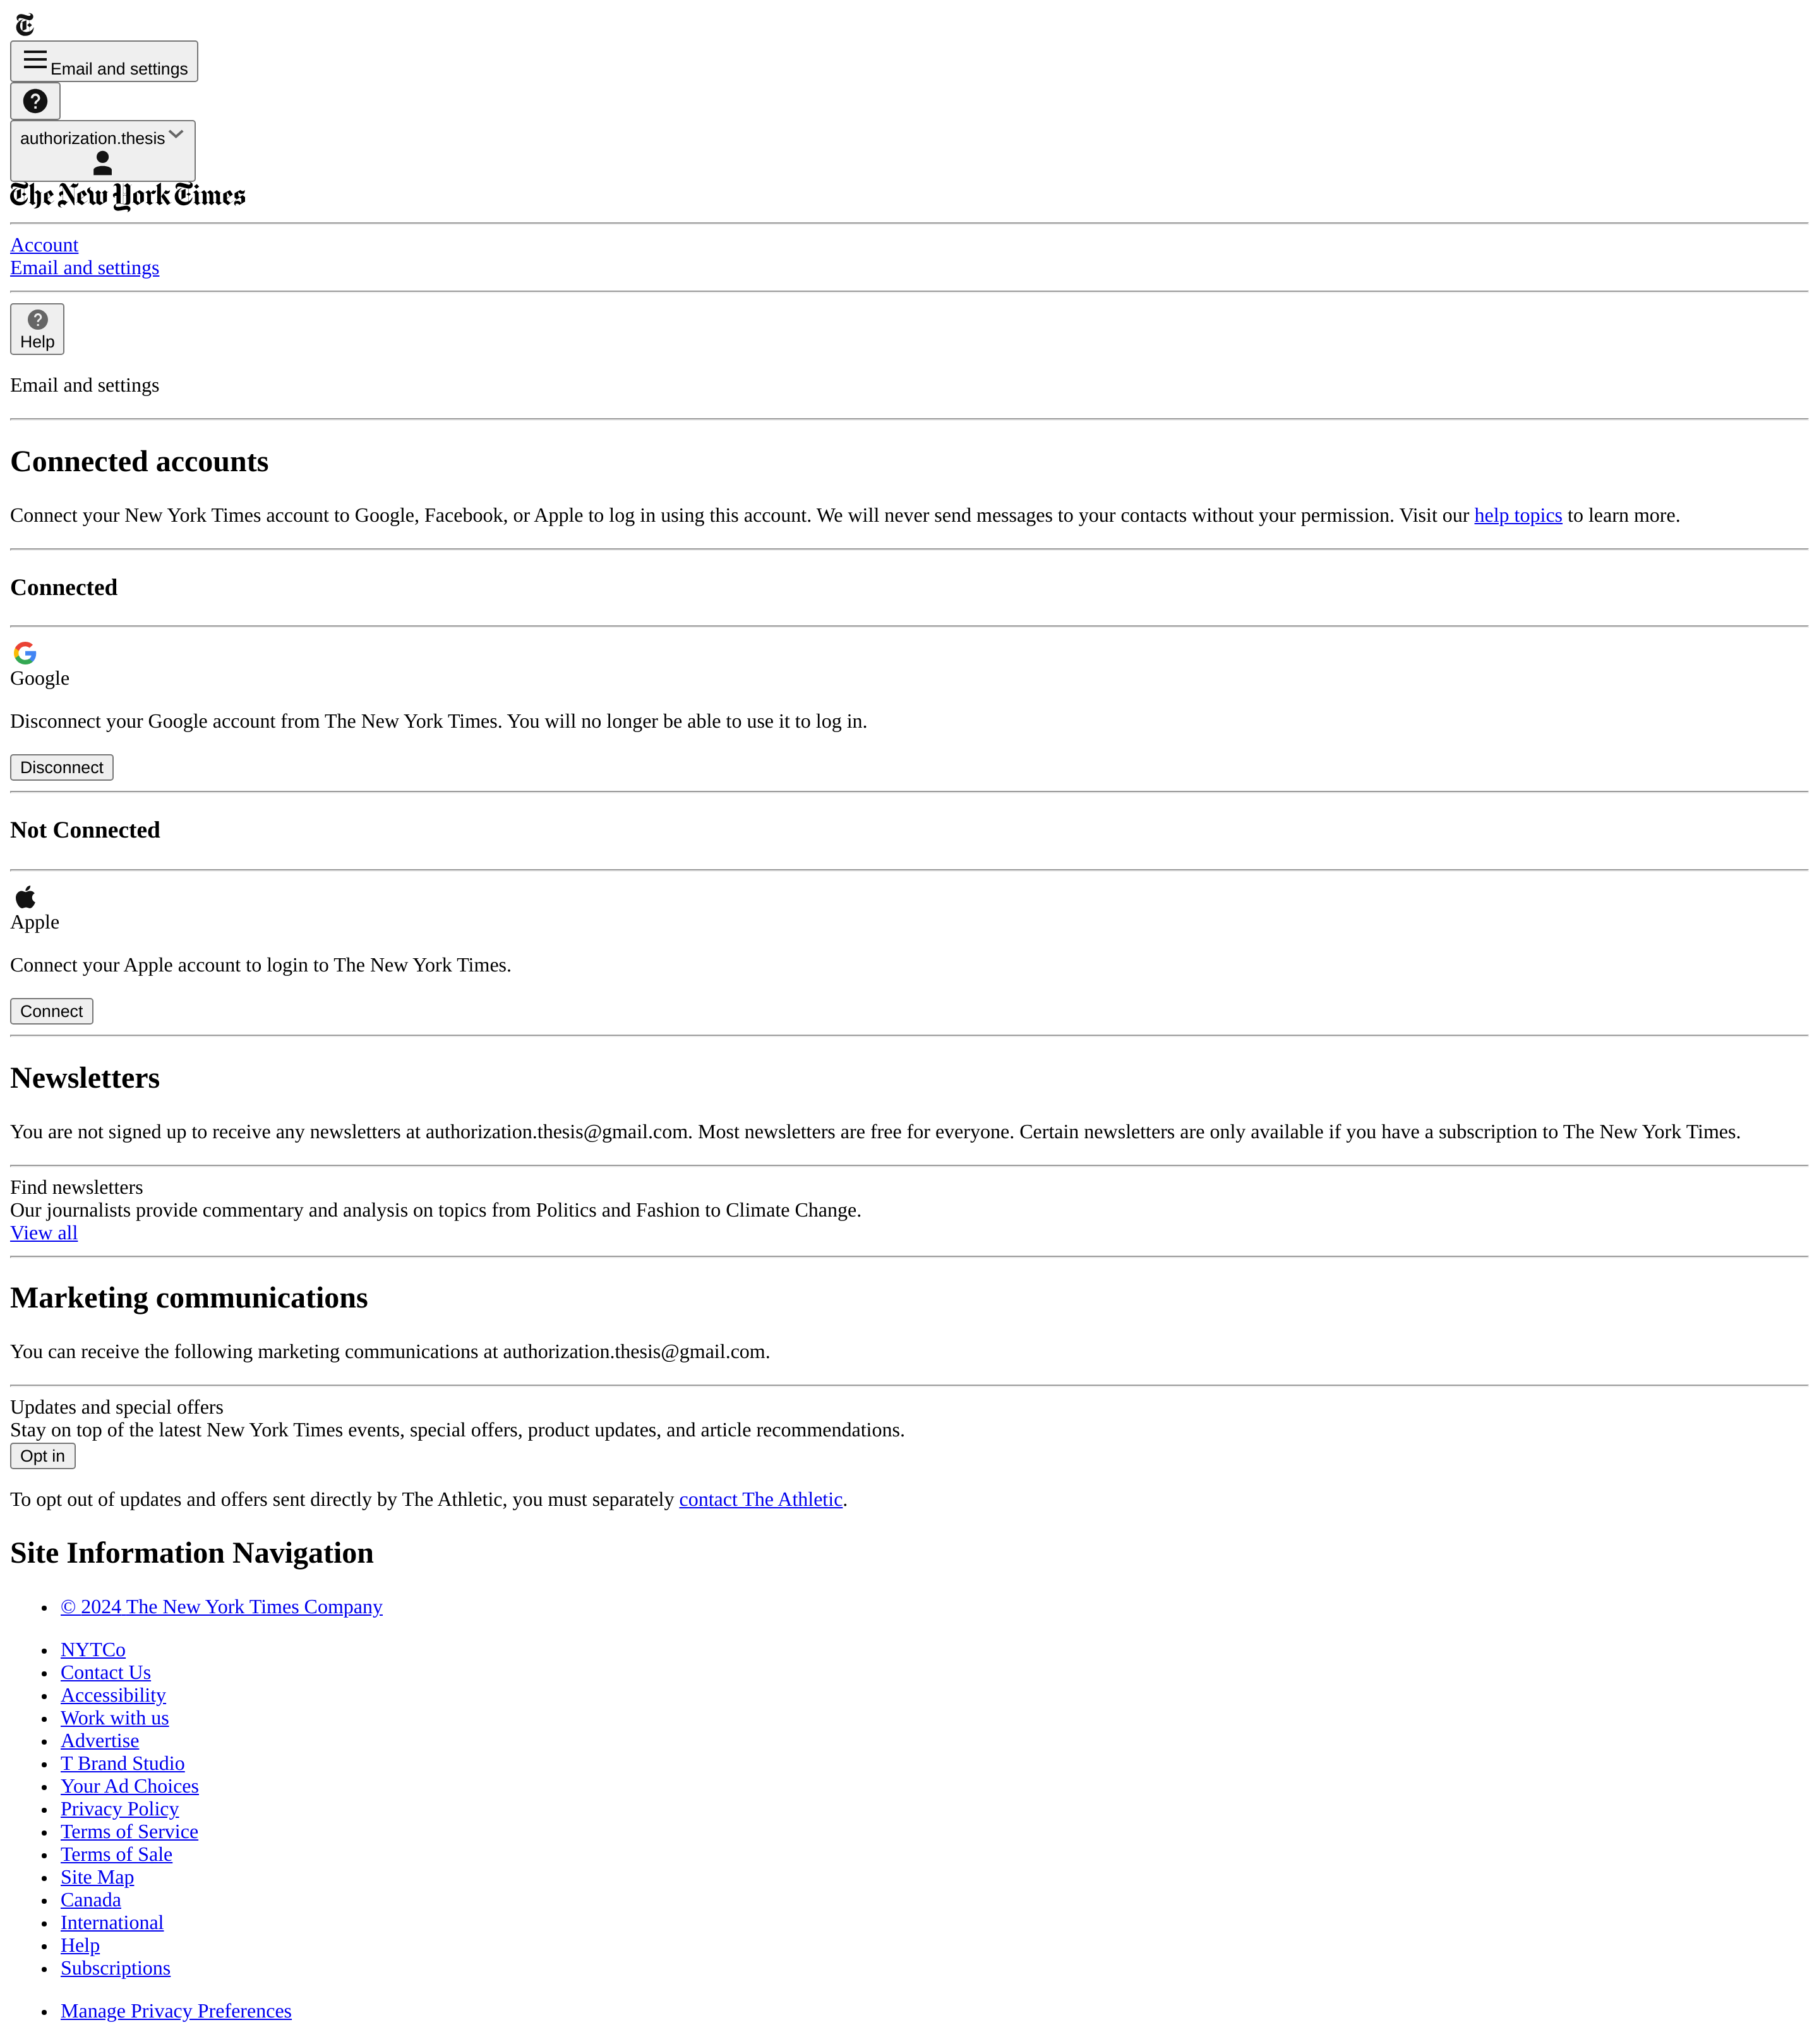 Email and settings
authorization.thesis
The New York Times
Account
Email and settings
Help
Email and settings
Connected accounts
Connect your New York Times account to Google, Facebook, or Apple to log in using this account. We will never send messages to your contacts without your permission. Visit our help topics to learn more.
Connected
Google
Disconnect your Google account from The New York Times. You will no longer be able to use it to log in.
Disconnect
Not Connected
Apple
Connect your Apple account to login to The New York Times.
Connect
Newsletters
You are not signed up to receive any newsletters at authorization.thesis@gmail.com. Most newsletters are free for everyone. Certain newsletters are only available if you have a subscription to The New York Times.
Find newsletters
Our journalists provide commentary and analysis on topics from Politics and Fashion to Climate Change.
View all
Marketing communications
You can receive the following marketing communications at authorization.thesis@gmail.com.
Updates and special offers
Stay on top of the latest New York Times events, special offers, product updates, and article recommendations.
Opt in
To opt out of updates and offers sent directly by The Athletic, you must separately contact The Athletic.
Site Information Navigation
© 2024 The New York Times Company
NYTCo
Contact Us
Accessibility
Work with us
Advertise
T Brand Studio
Your Ad Choices
Privacy Policy
Terms of Service
Terms of Sale
Site Map
Canada
International
Help
Subscriptions
Manage Privacy Preferences